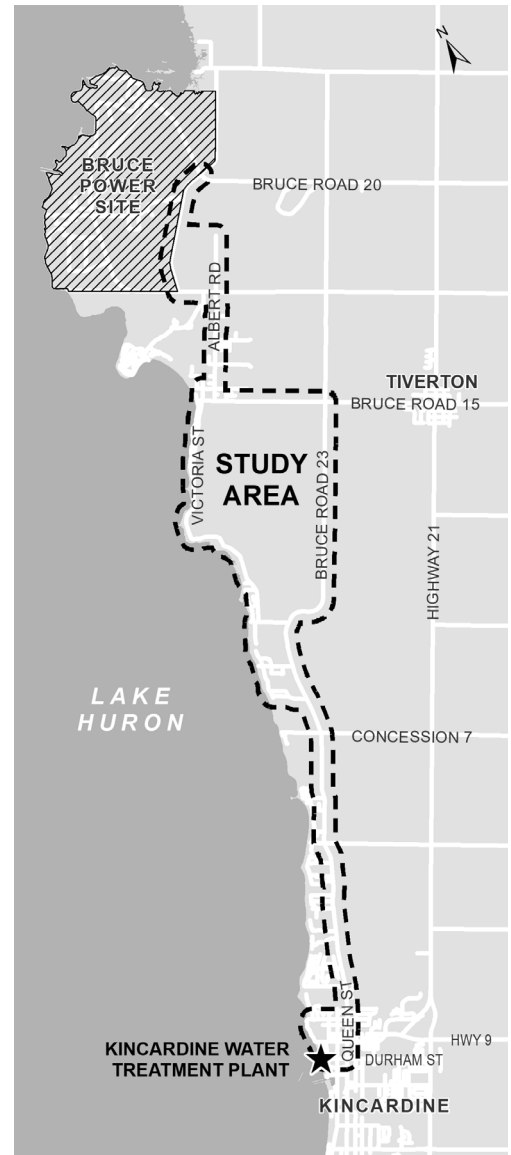 N
BRUCE
POWER
SITE
BRUCE ROAD 20
ALBERT RD
TIVERTON
BRUCE ROAD 15
VICTORIA ST
STUDY
AREA
BRUCE ROAD 23
HIGHWAY 21
LAKE
HURON
CONCESSION 7
QUEEN ST
HWY 9
KINCARDINE WATER
TREATMENT PLANT
DURHAM ST
KINCARDINE